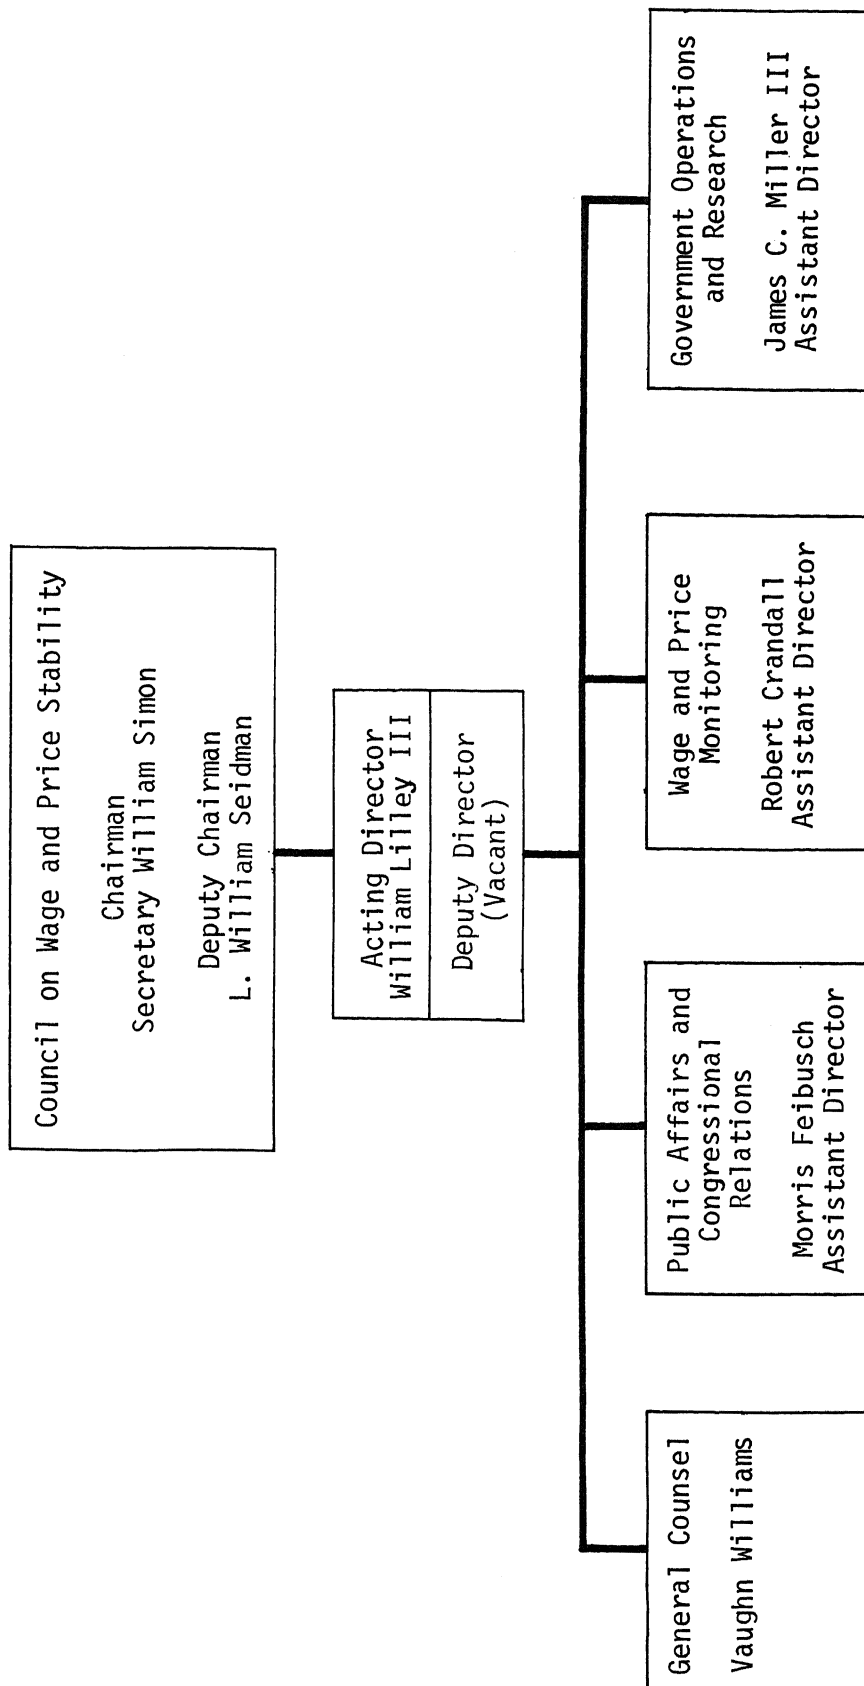 Council on Wage and Price Stability
Chairman
Secretary William Simon
Deputy Chairman
L. William Seidman
Acting Director
William Lilley III
Deputy Director
(Vacant)
General Counsel
Vaughn Williams
Public Affairs and
Congressional
Relations
Morris Feibusch
Assistant Director
Wage and Price
Monitoring
Robert Crandall
Assistant Director
Government Operations
and Research
James C. Miller III
Assistant Director